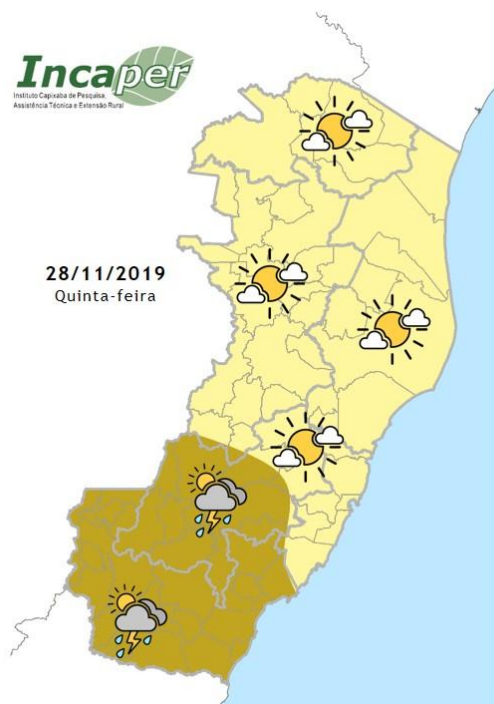 Incaper
Instituto Capixaba de Pesquisa,
Assistência Técnica e Extensão Rural
28/11/2019
Quinta-feira